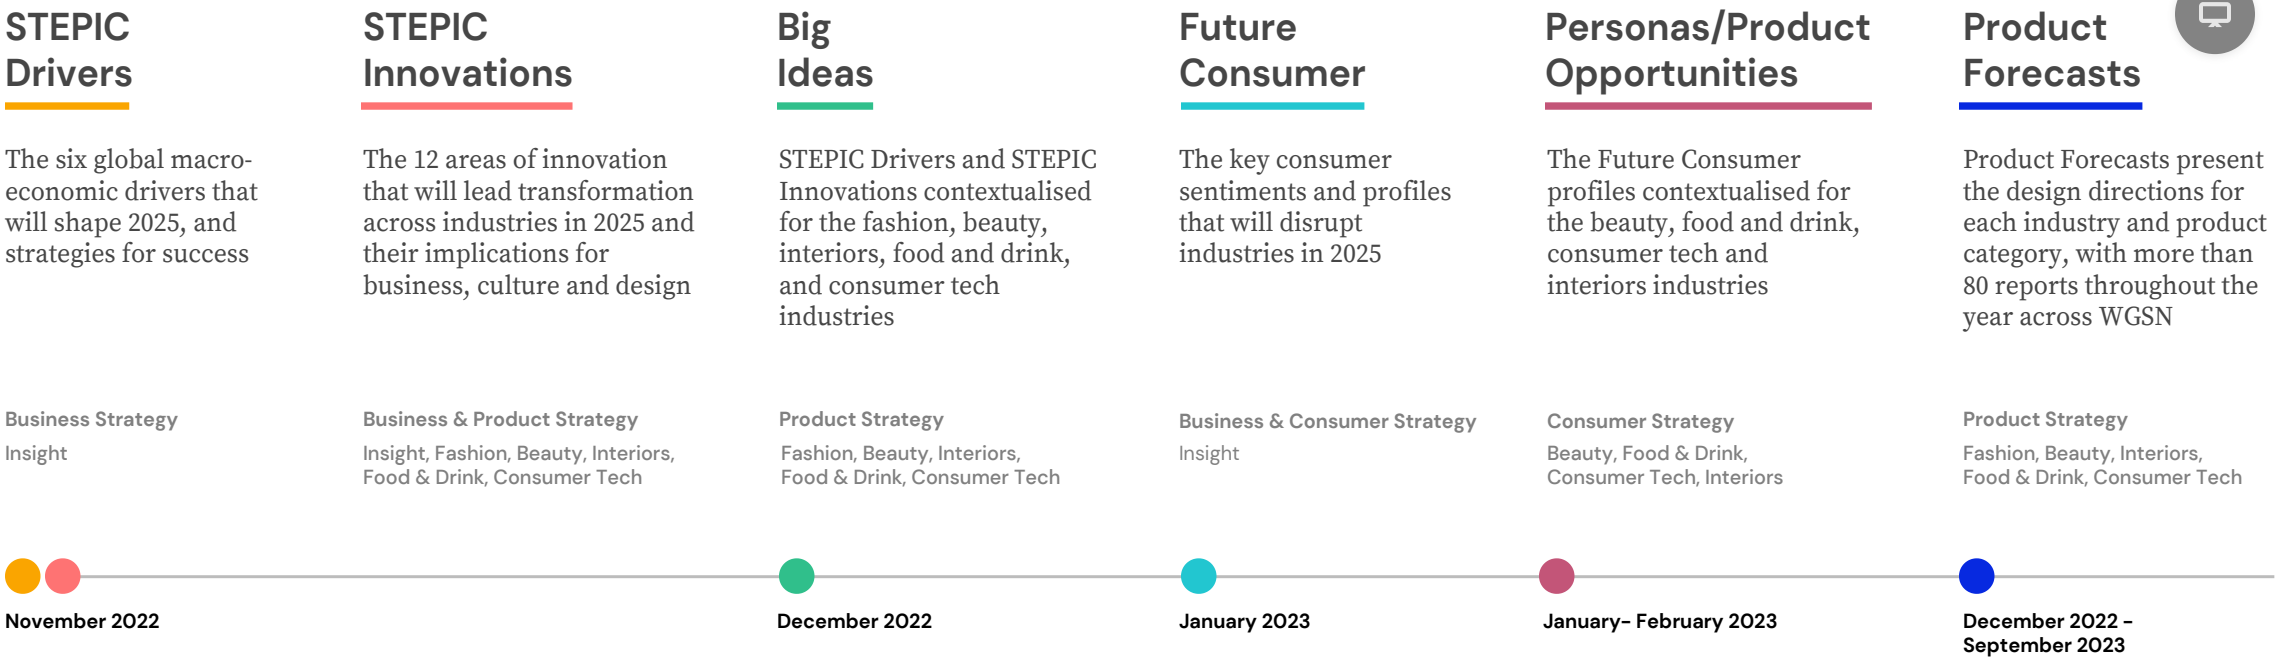 STEPIC
Drivers
The six global macro-
economic drivers that
will shape 2025, and
strategies for success
Business Strategy
Insight
STEPIC
Innovations
The 12 areas of innovation
that will lead transformation
across industries in 2025 and
their implications for
business, culture and design
Business & Product Strategy
Insight, Fashion, Beauty, Interiors,
Food & Drink, Consumer Tech
November 2022
Big
Ideas
STEPIC Drivers and STEPIC
Innovations contextualised
for the fashion, beauty,
interiors, food and drink,
and consumer tech
industries
Product Strategy
Fashion, Beauty, Interiors,
Food & Drink, Consumer Tech
December 2022
Future
Consumer
The key consumer
sentiments and profiles
that will disrupt
industries in 2025
Business & Consumer Strategy
Insight
January 2023
Personas/Product
Opportunities
The Future Consumer
profiles contextualised for
the beauty, food and drink,
consumer tech and
interiors industries
Consumer Strategy
Beauty, Food & Drink,
Consumer Tech, Interiors
January- February 2023
Product
Forecasts
Product Forecasts present
the design directions for
each industry and product
category, with more than
80 reports throughout the
year across WGSN
Product Strategy
Fashion, Beauty, Interiors,
Food & Drink, Consumer Tech
December 2022 -
September 2023